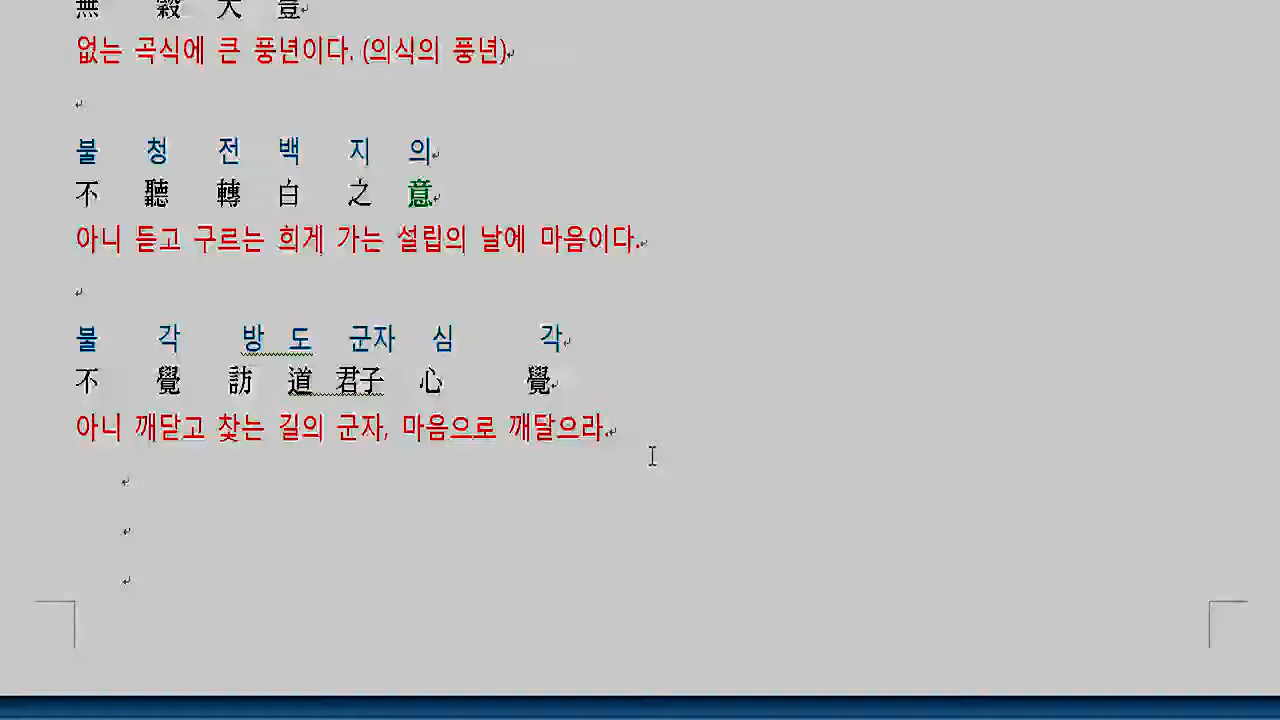 無 穀 大 豊
없는 곡식에 큰 풍년이다. (의식의 풍년)
불 청 전 백 지 의
不 聽 轉 白 之 意
아니 듣고 구르는 희게 가는 설립의 날에 마음이다.
불 각 방 도 군자 심 각
不 覺 訪 道 君子 心 覺
아니 깨닫고 찾는 길의 군자, 마음으로 깨달으라.